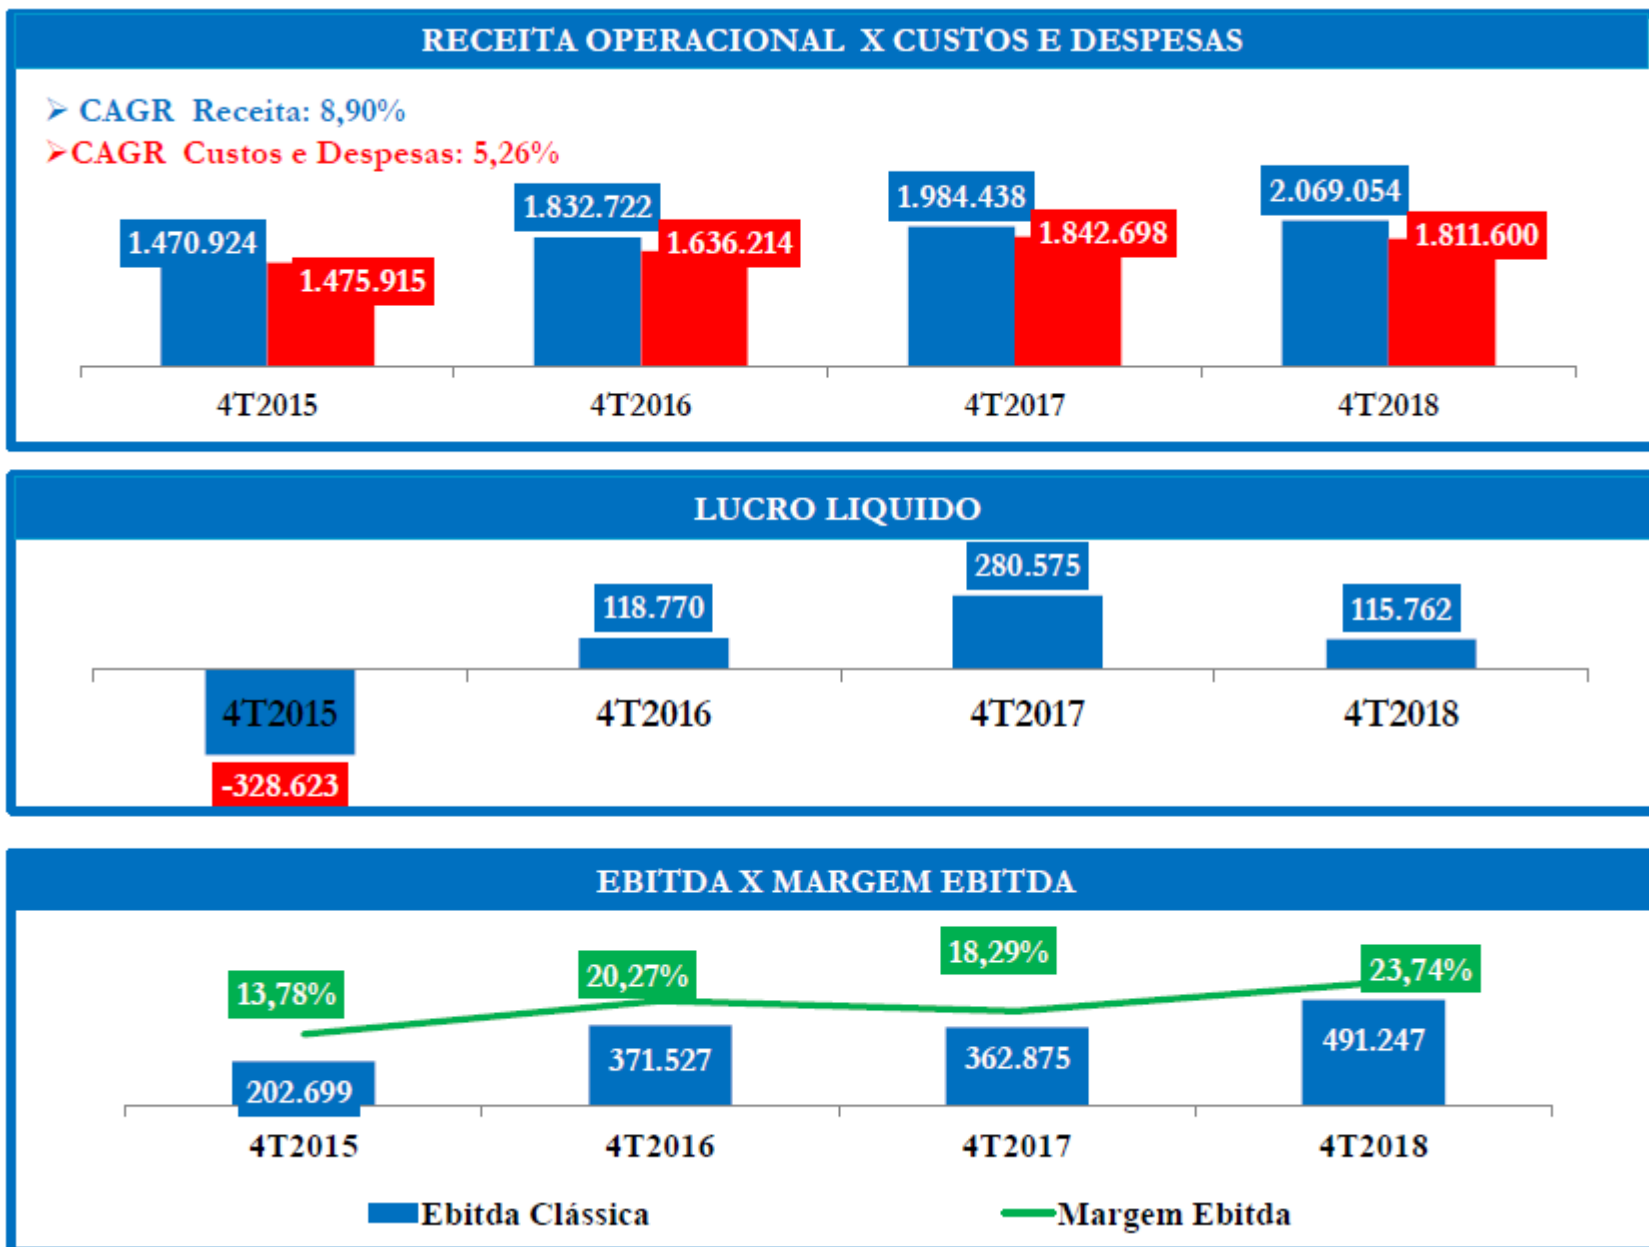 RECEITA OPERACIONAL X CUSTOS E DESPESAS
➤ CAGR Receita: 8,90%
➤CAGR Custos e Despesas: 5,26%
1.470.924
1.475.915
1.832.722
1.636.214
1.984.438
1.842.698
2.069.054
1.811.600
4T2015
4T2016
4T2017
4T2018
LUCRO LIQUIDO
-328.623
118.770
280.575
115.762
4T2015
4T2016
4T2017
4T2018
EBITDA X MARGEM EBITDA
13,78%
20,27%
18,29%
23,74%
202.699
371.527
362.875
491.247
4T2015
4T2016
4T2017
4T2018
Ebitda Clássica
Margem Ebitda